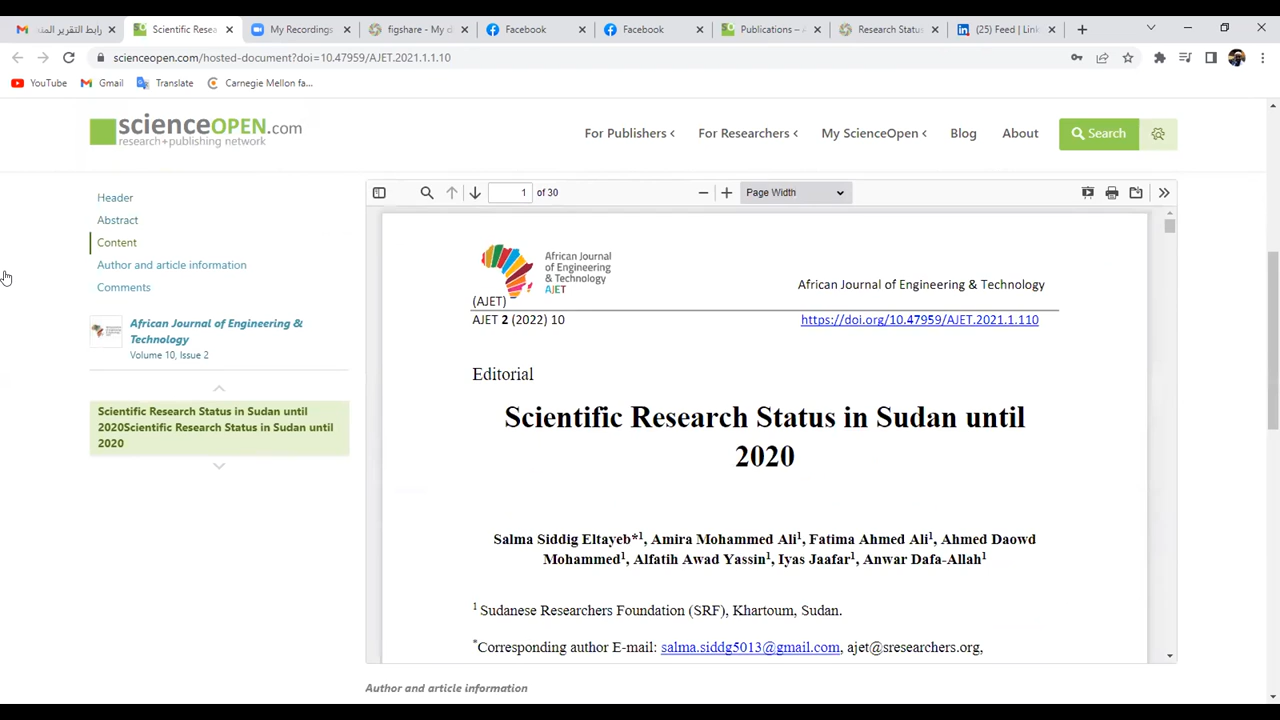 رابط التقرير المن
Scientific Resea
My Recordings
figshare - My d
Facebook
Facebook
Publications – A
Research Status
(25) Feed | Link
scienceopen.com/hosted-document?doi=10.47959/AJET.2021.1.1.10
YouTube
Gmail
Translate
Carnegie Mellon fa...
scienceOPEN.com
research+publishing network
For Publishers
For Researchers
My ScienceOpen
Blog
About
Search
Header
Abstract
Content
Author and article information
Comments
African Journal of Engineering &
Technology
Volume 10, Issue 2
Scientific Research Status in Sudan until
2020Scientific Research Status in Sudan until
2020
1 of 30
Page Width
African Journal
of Engineering
& Technology
AJET
(AJET)
African Journal of Engineering & Technology
AJET 2 (2022) 10
https://doi.org/10.47959/AJET.2021.1.110
Editorial
Scientific Research Status in Sudan until
2020
Salma Siddig Eltayeb*1, Amira Mohammed Ali1, Fatima Ahmed Ali1, Ahmed Daowd
Mohammed1, Alfatih Awad Yassin1, Iyas Jaafar1, Anwar Dafa-Allah1
1 Sudanese Researchers Foundation (SRF), Khartoum, Sudan.
*Corresponding author E-mail: salma.siddg5013@gmail.com, ajet@sresearchers.org,
Author and article information